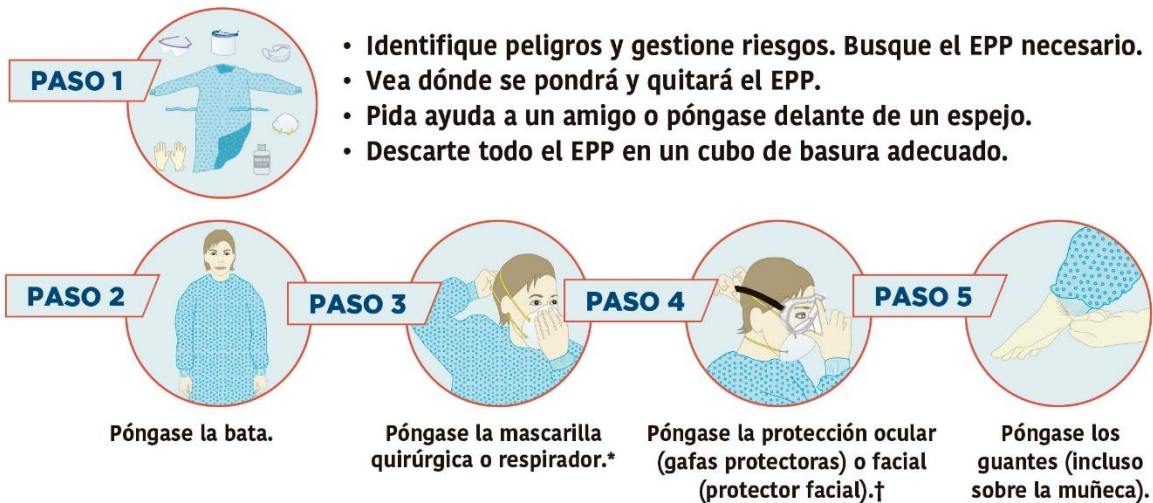 PASO 1
• Identifique peligros y gestione riesgos. Busque el EPP necesario.
• Vea dónde se pondrá y quitará el EPP.
• Pida ayuda a un amigo o póngase delante de un espejo.
• Descarte todo el EPP en un cubo de basura adecuado.
PASO 2
Póngase la bata.
PASO 3
Póngase la mascarilla
quirúrgica o respirador.*
PASO 4
Póngase la protección ocular
(gafas protectoras) o facial
(protector facial).†
PASO 5
Póngase los
guantes (incluso
sobre la muñeca).